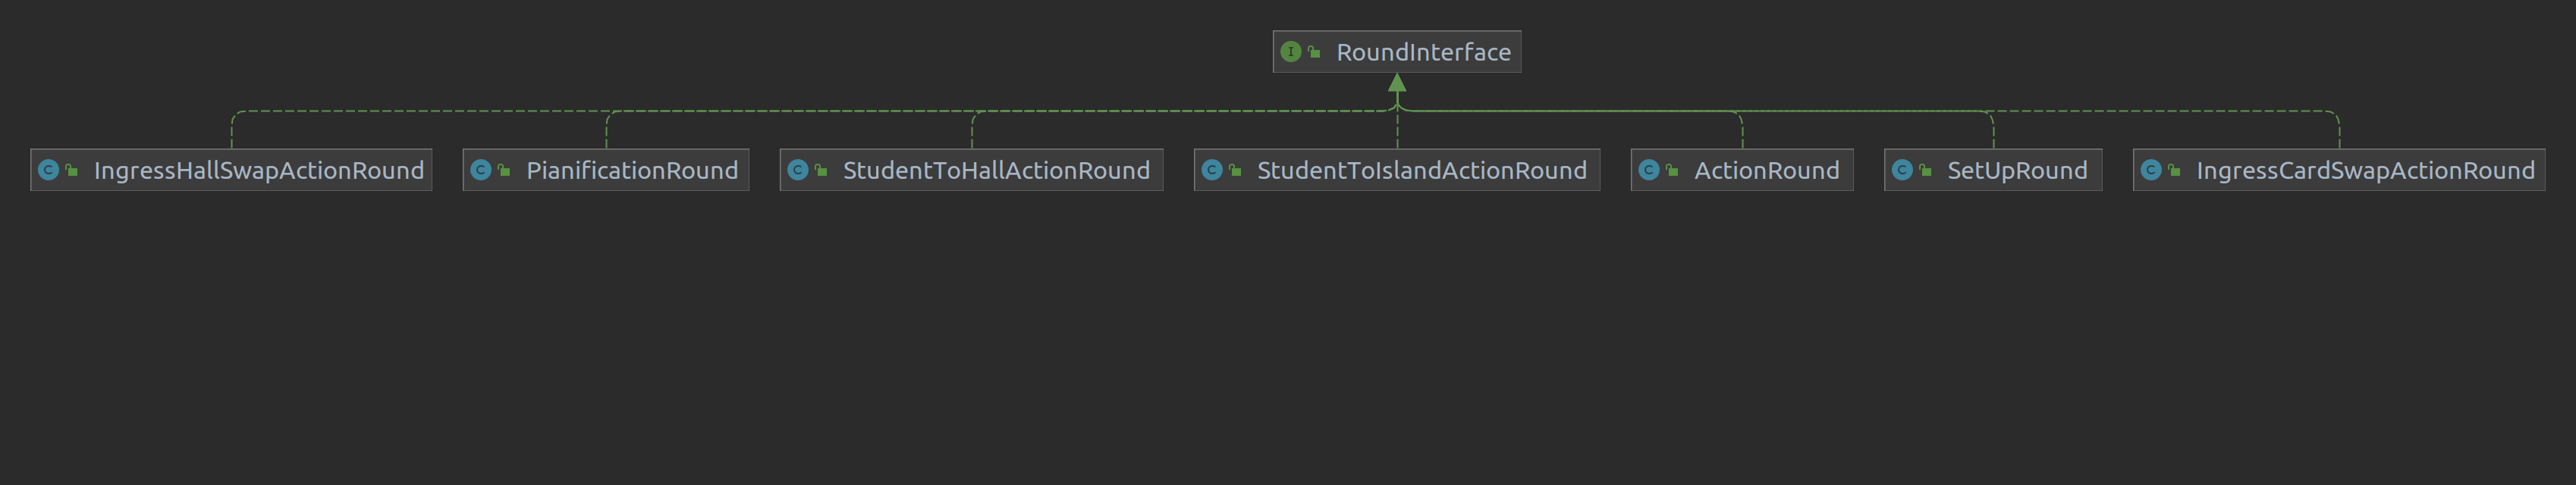 I RoundInterface
C IngressHallSwapActionRound
C PianificationRound
C StudentToHallActionRound
C StudentToIslandActionRound
C ActionRound
C SetUpRound
C IngressCardSwapActionRound